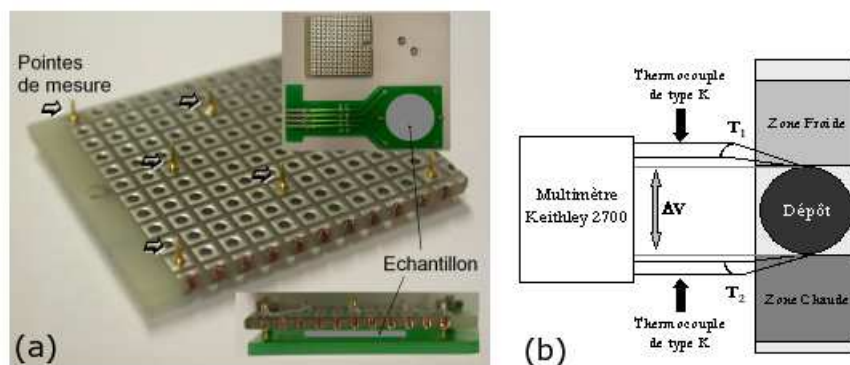 Pointes
de mesure
Echantillon
(a)
(b)
Thermocouple
de type K
T1
Zone Froide
Multimètre
Keithley 2700
ΔV
Dépôt
T2
Zone Chaude
Thermocouple
de type K